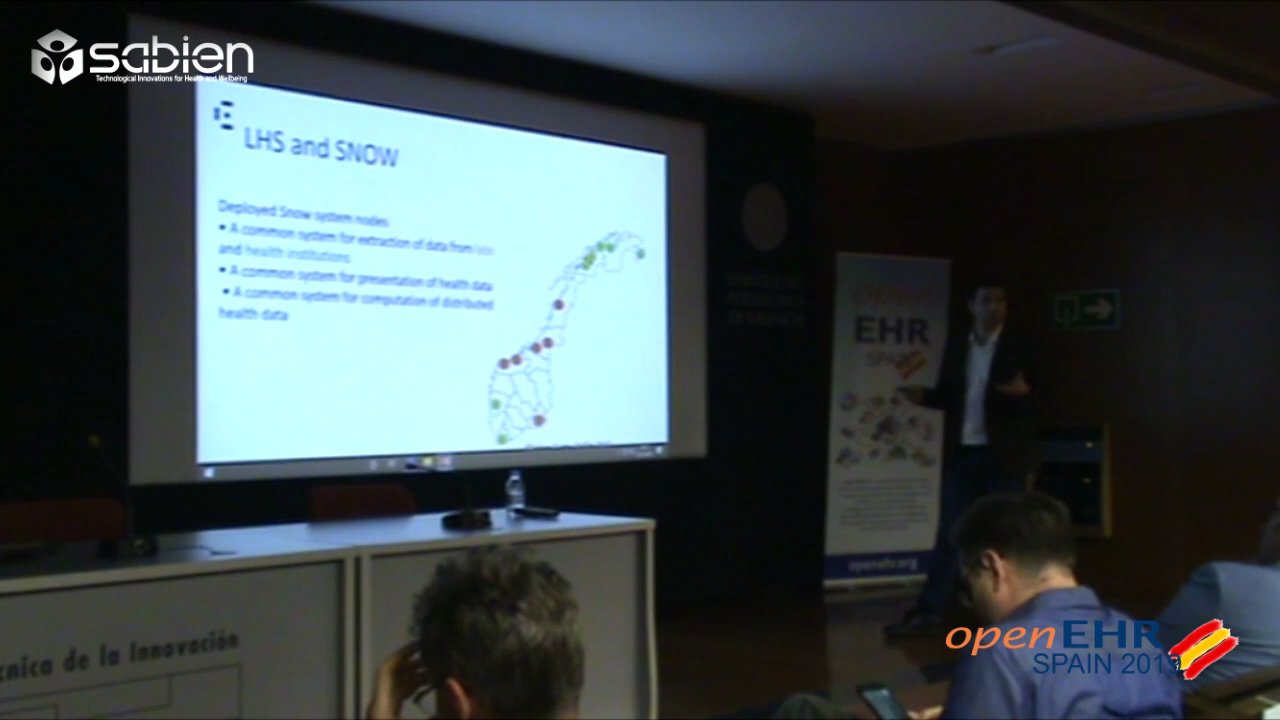 sabien
Technological Innovations for Health and Wellbeing
LHS and SNOW
Deployed Snow system nodes
• A common system for extraction of data from labs
and health institutions
• A common system for presentation of health data
• A common system for computation of distributed
health data
EHR
SPAIN
openehr.org
cnica de la Innovación
openEHR
SPAIN